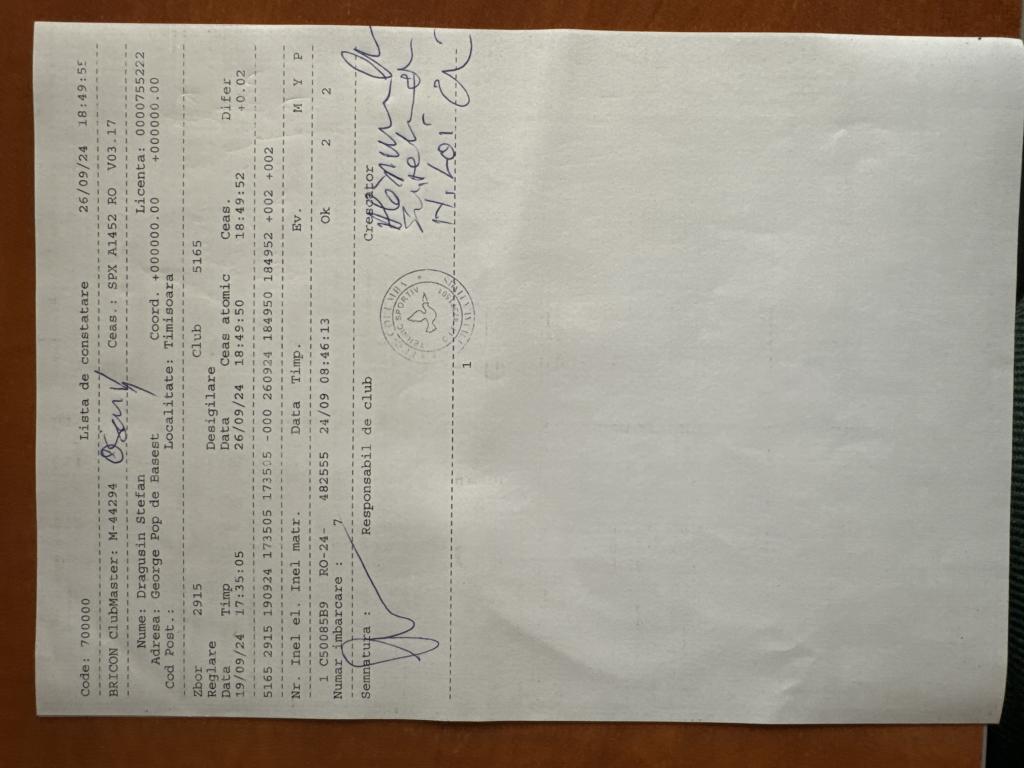 Code: 700000 Lista de constatare 26/09/24 18:49:55
BRICON ClubMaster: M-44294 Ceas.: SPX A1452 RO V03.17
Nume: Dragusin Stefan Licenta: 0000755222
Adresa: George Pop de Basest Coord. +000000.00 +000000.00
Cod Post.: Localitate: Timisoara
Zbor 2915 Club 5165
Reglare Desigilare
Data Timp Data Ceas atomic Ceas. Difer
19/09/24 17:35:05 26/09/24 18:49:50 18:49:52 +0.02
5165 2915 190924 173505 173505 -000 260924 184950 184952 +002 +002
Nr. Inel el. Inel matr. Data Timp. Ev. M Y P
1 C50085B9 RO-24- 482555 24/09 08:46:13 Ok 2 2
Numar imbarcare : 7
Semnatura : Responsabil de club Crescator
COLUMBA
SPORTIV
1